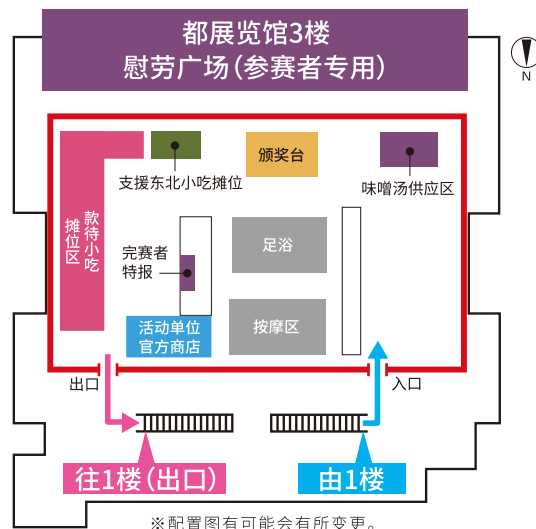 都展览馆3楼
慰劳广场(参赛者专用)
N
支援东北小吃摊位
颁奖台
味噌汤供应区
款待小吃
摊位区
完赛者
特报
足浴
活动单位
官方商店
按摩区
出口
入口
往1楼(出口)
由1楼
※配置图有可能会有所变更。